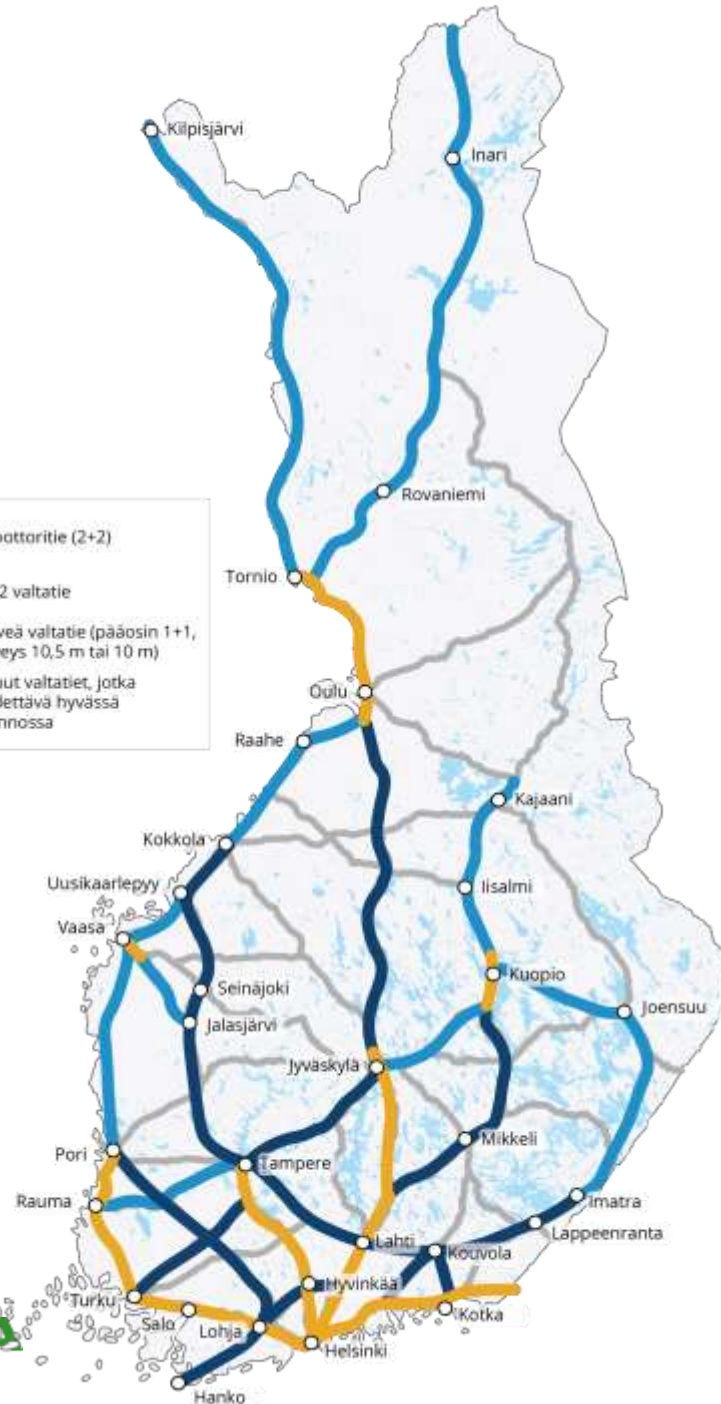 Kilpisjärvi
Inari
Rovaniemi
ottoritie (2+2)
Tornio
2 valtatie
veä valtatie (pääosin 1+1,
eys 10,5 m tai 10 m)
Oulu
ut valtatiet, jotka
dettävä hyvässä
nnossa
Raahe
Kajaani
Kokkola
Uusikaarlepyy
Iisalmi
Vaasa
Kuopio
Seinäjoki
Joensuu
Jalasjärvi
Jyväskylä
Mikkeli
Pori
Tampere
Imatra
Rauma
Lappeenranta
Lahti
Kouvola
Hyvinkää
Turku
Kotka
Salo
Lohja
Helsinki
Hanko